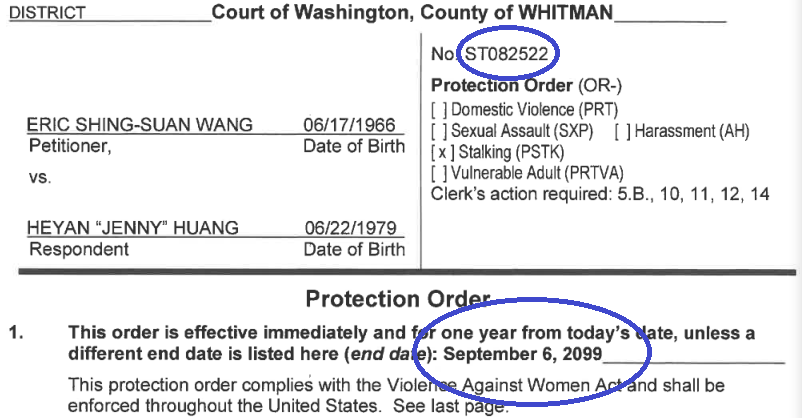 DISTRICT Court of Washington, County of WHITMAN
No. ST082522
Protection Order (OR-)
[ ] Domestic Violence (PRT)
[ ] Sexual Assault (SXP) [ ] Harassment (AH)
[x] Stalking (PSTK)
[ ] Vulnerable Adult (PRTVA)
Clerk's action required: 5.B., 10, 11, 12, 14
ERIC SHING-SUAN WANG 06/17/1966
Petitioner, Date of Birth
vs.
HEYAN "JENNY" HUANG 06/22/1979
Respondent Date of Birth
Protection Order
1. This order is effective immediately and for one year from today's date, unless a
different end date is listed here (end date): September 6, 2099
This protection order complies with the Violence Against Women Act and shall be
enforced throughout the United States. See last page.